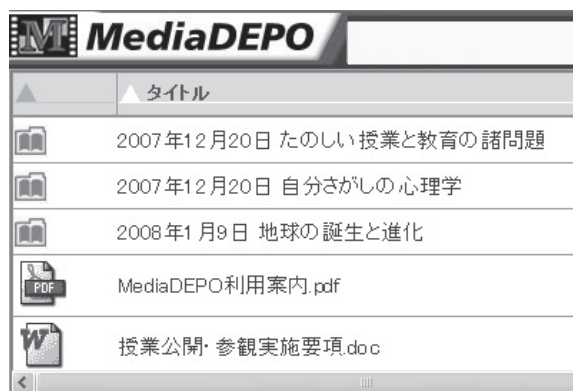 M MediaDEPO
タイトル
2007年12月20日 たのしい授業と教育の諸問題
2007年12月20日 自分さがしの心理学
2008年1月9日 地球の誕生と進化
PDF
MediaDEPO利用案内.pdf
W
授業公開・参観実施要項.doc